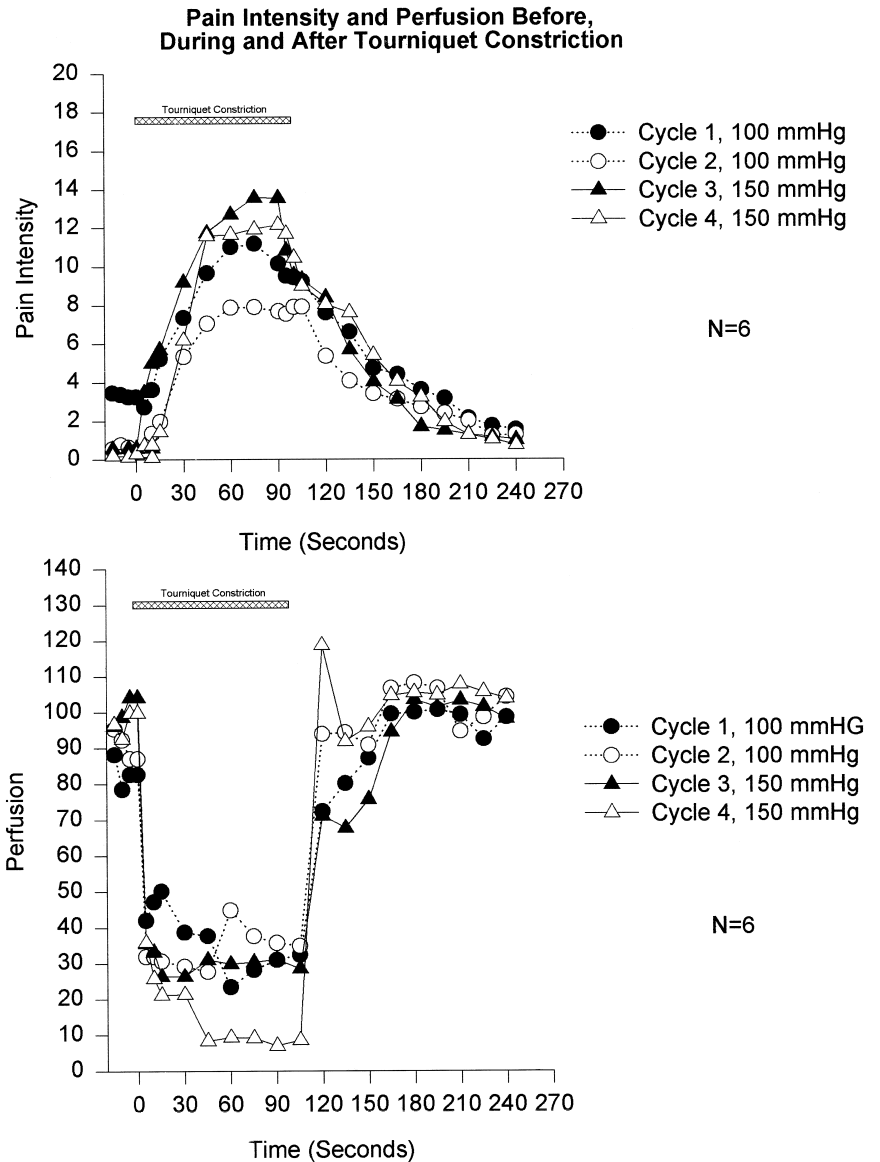 Pain Intensity and Perfusion Before,
During and After Tourniquet Constriction
20
18
16
14
12
10
8
6
4
2
0
Pain Intensity
Tourniquet Constriction
Cycle 1, 100 mmHg
Cycle 2, 100 mmHg
Cycle 3, 150 mmHg
Cycle 4, 150 mmHg
N=6
0 30 60 90 120 150 180 210 240 270
Time (Seconds)
140
130
120
110
100
90
80
70
60
50
40
30
20
10
0
Perfusion
Tourniquet Constriction
Cycle 1, 100 mmHG
Cycle 2, 100 mmHg
Cycle 3, 150 mmHg
Cycle 4, 150 mmHg
N=6
0 30 60 90 120 150 180 210 240 270
Time (Seconds)